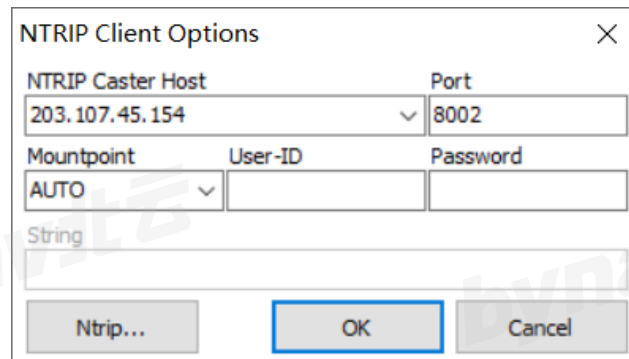 NTRIP Client Options
NTRIP Caster Host Port
203.107.45.154 8002
Mountpoint User-ID Password
AUTO
String
Ntrip... OK Cancel